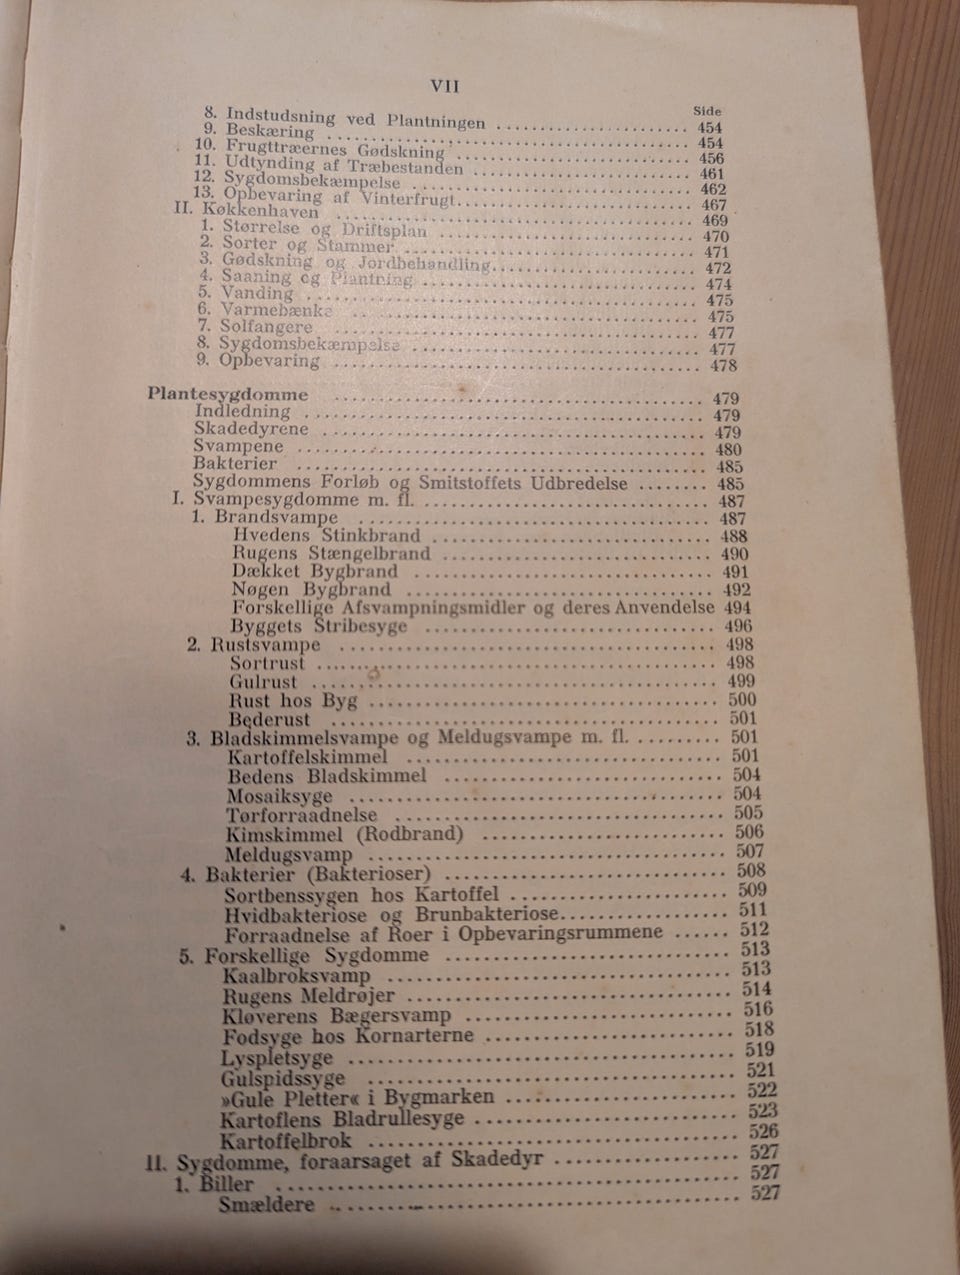 VII
Side
8. Indstudsning ved Plantningen ........................ 454
9. Beskæring ........................ 454
10. Frugttræernes Gødskning ........................ 456
11. Udtynding af Træbestanden ........................ 461
12. Sygdomsbekæmpelse ........................ 462
13. Opbevaring af Vinterfrugt ........................ 467
II. Køkkenhaven ........................ 469
1. Størrelse og Driftsplan ........................ 470
2. Sorter og Stammer ........................ 471
3. Gødskning og Jordbehandling ........................ 472
4. Saaning og Plantning ........................ 474
5. Vanding ........................ 475
6. Varmebænke ........................ 475
7. Solfangere ........................ 477
8. Sygdomsbekæmpelse ........................ 477
9. Opbevaring ........................ 478
Plantesygdomme ........................ 479
Indledning ........................ 479
Skadedyrene ........................ 479
Svampene ........................ 480
Bakterier ........................ 485
Sygdommens Forløb og Smitstoffets Udbredelse ........ 485
I. Svampesygdomme m. fl. ........................ 487
1. Brandsvampe ........................ 487
Hvedens Stinkbrand ........................ 488
Rugens Stængelbrand ........................ 490
Dækket Bygbrand ........................ 491
Nøgen Bygbrand ........................ 492
Forskellige Afsvampningsmidler og deres Anvendelse 494
Byggets Stribesyge ........................ 496
2. Rustsvampe ........................ 498
Sortrust ........................ 498
Gulrust ........................ 499
Rust hos Byg ........................ 500
Bederust ........................ 501
3. Bladskimmelsvampe og Meldugsvampe m. fl. ......... 501
Kartoffelskimmel ........................ 501
Bedens Bladskimmel ........................ 504
Mosaiksyge ........................ 504
Tørforraadnelse ........................ 505
Kimskimmel (Rodbrand) ........................ 506
Meldugsvamp ........................ 507
4. Bakterier (Bakterioser) ........................ 508
Sortbenssygen hos Kartoffel ........................ 509
Hvidbakteriose og Brunbakteriose ........................ 511
Forraadnelse af Roer i Opbevaringsrummene ...... 512
5. Forskellige Sygdomme ........................ 513
Kaalbroksvamp ........................ 513
Rugens Meldrøjer ........................ 514
Kløverens Bægersvamp ........................ 516
Fodsyge hos Kornarterne ........................ 518
Lyspletsyge ........................ 519
Gulspidssyge ........................ 521
»Gule Pletter« i Bygmarken ........................ 522
Kartoflens Bladrullesyge ........................ 523
Kartoffelbrok ........................ 526
II. Sygdomme, foraarsaget af Skadedyr ............... 527
1. Biller ........................ 527
Smældere ........................ 527